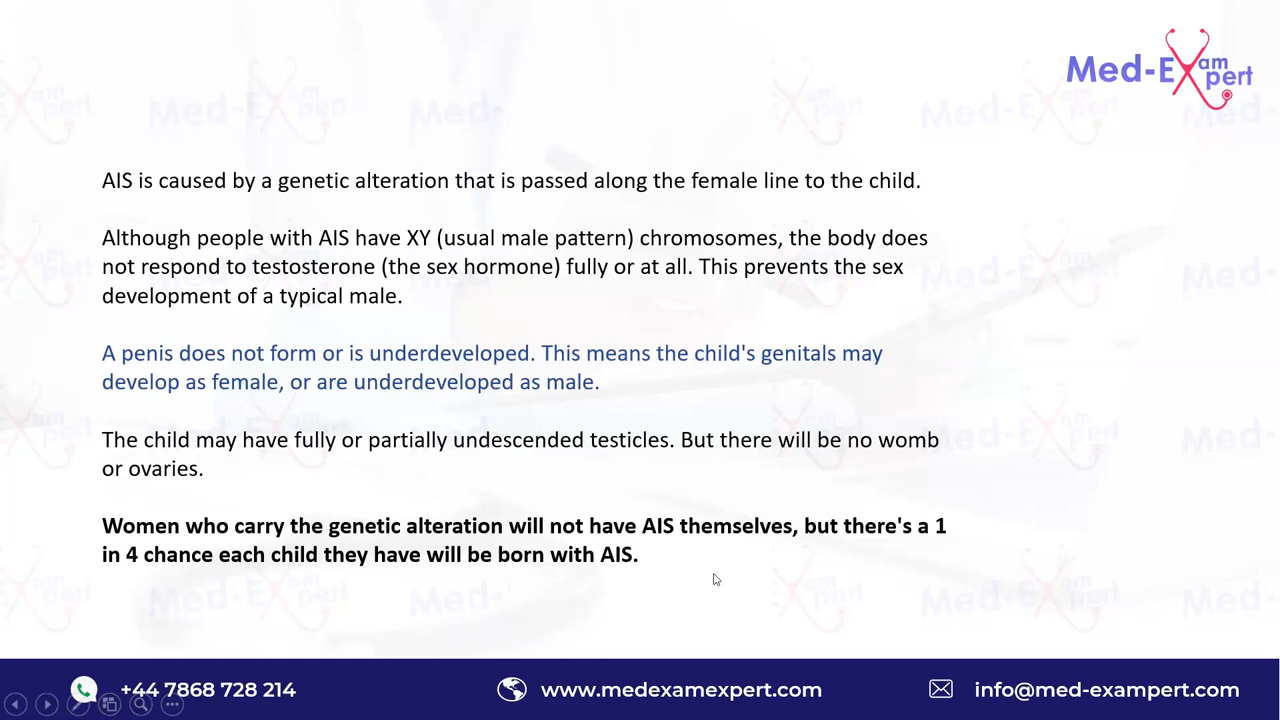 Med-Exam
pert
AIS is caused by a genetic alteration that is passed along the female line to the child.
Although people with AIS have XY (usual male pattern) chromosomes, the body does
not respond to testosterone (the sex hormone) fully or at all. This prevents the sex
development of a typical male.
A penis does not form or is underdeveloped. This means the child's genitals may
develop as female, or are underdeveloped as male.
The child may have fully or partially undescended testicles. But there will be no womb
or ovaries.
Women who carry the genetic alteration will not have AIS themselves, but there's a 1
in 4 chance each child they have will be born with AIS.
+44 7868 728 214 www.medexamexpert.com info@med-exampert.com